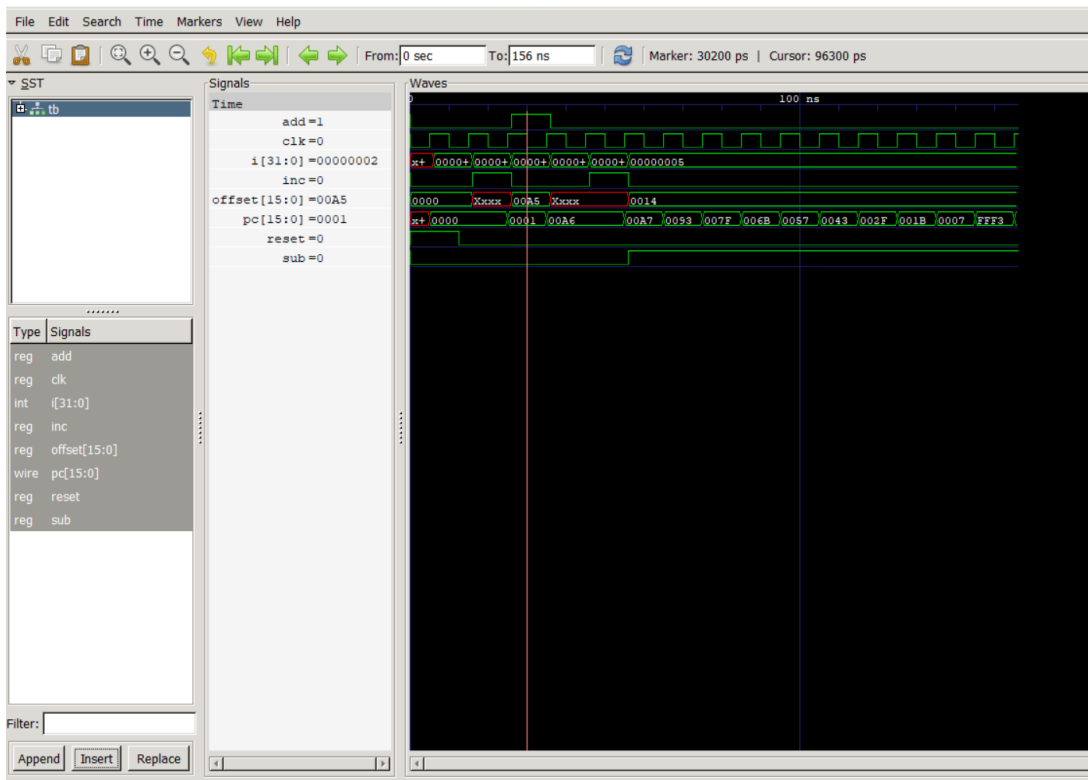 File Edit Search Time Markers View Help
From: 0 sec To: 156 ns Marker: 30200 ps | Cursor: 96300 ps
SST
tb
Type Signals
reg add
reg clk
int i[31:0]
reg inc
reg offset[15:0]
wire pc[15:0]
reg reset
reg sub
Filter:
Append Insert Replace
Signals
Time
add=1
clk=0
i[31:0]=00000002
inc=0
offset[15:0]=00A5
pc[15:0]=0001
reset=0
sub=0
Waves
0 100 ns
x+ 0000+ 0000+ 0000+ 0000+ 0000+ 00000005
0000 Xxxx 00A5 Xxxx 0014
x+ 0000 0001 00A6 00A7 0093 007F 006B 0057 0043 002F 001B 0007 FFF3